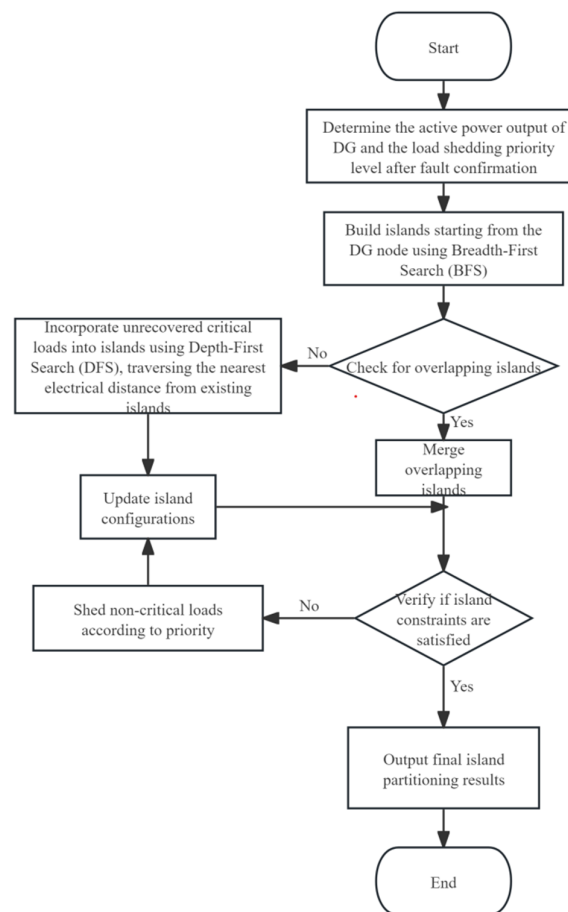 Start
Determine the active power output of
DG and the load shedding priority
level after fault confirmation
Build islands starting from the
DG node using Breadth-First
Search (BFS)
Incorporate unrecovered critical
loads into islands using Depth-First
Search (DFS), traversing the nearest
electrical distance from existing
islands
No
Check for overlapping islands
Yes
Merge
overlapping
islands
Update island
configurations
Shed non-critical loads
according to priority
No
Verify if island
constraints are
satisfied
Yes
Output final island
partitioning results
End